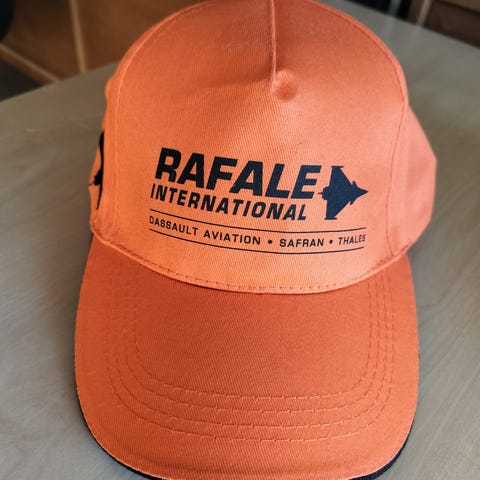 RAFALE
INTERNATIONAL
DASSAULT AVIATION • SAFRAN • THALES